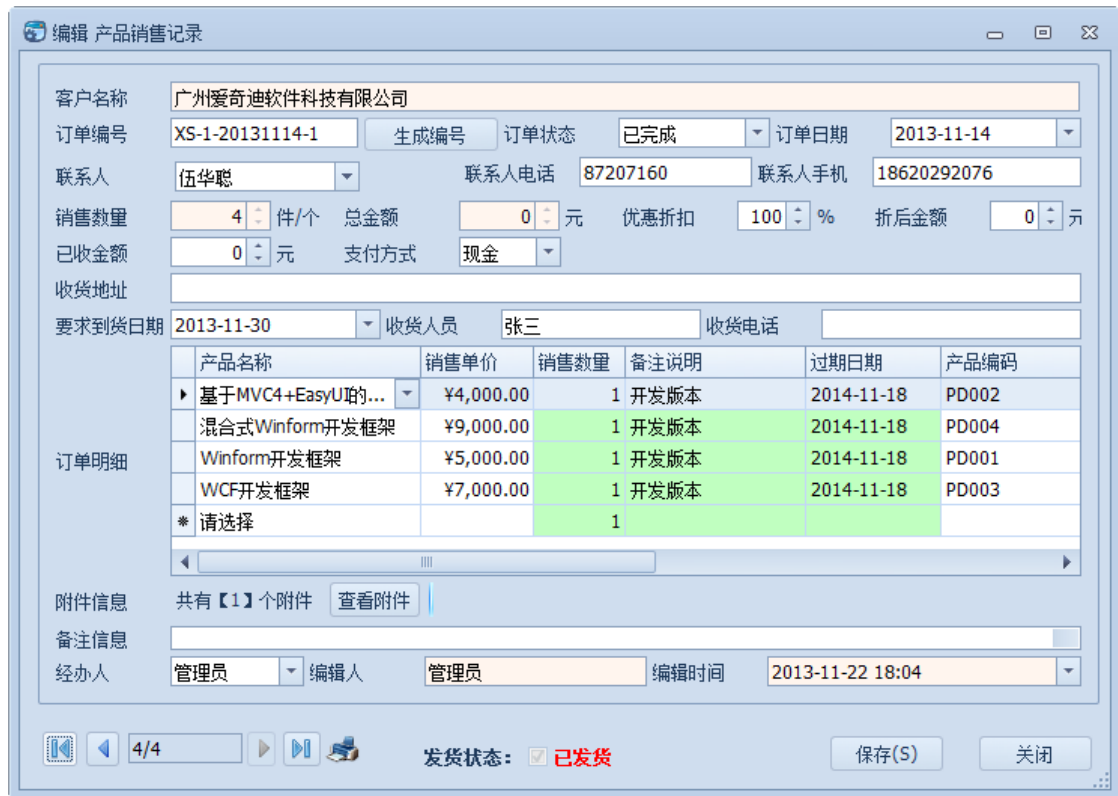 编辑 产品销售记录
客户名称 广州爱奇迪软件科技有限公司
订单编号 XS-1-20131114-1 生成编号 订单状态 已完成 订单日期 2013-11-14
联系人 伍华聪 联系人电话 87207160 联系人手机 18620292076
销售数量 4 件/个 总金额 0 元 优惠折扣 100 % 折后金额 0 元
已收金额 0 元 支付方式 现金
收货地址
要求到货日期 2013-11-30 收货人员 张三 收货电话
产品名称 销售单价 销售数量 备注说明 过期日期 产品编码
基于MVC4+EasyUI的... ¥4,000.00 1 开发版本 2014-11-18 PD002
混合式Winform开发框架 ¥9,000.00 1 开发版本 2014-11-18 PD004
订单明细 Winform开发框架 ¥5,000.00 1 开发版本 2014-11-18 PD001
WCF开发框架 ¥7,000.00 1 开发版本 2014-11-18 PD003
* 请选择 1
附件信息 共有【1】个附件 查看附件
备注信息
经办人 管理员 编辑人 管理员 编辑时间 2013-11-22 18:04
4/4 发货状态： 已发货 保存(S) 关闭